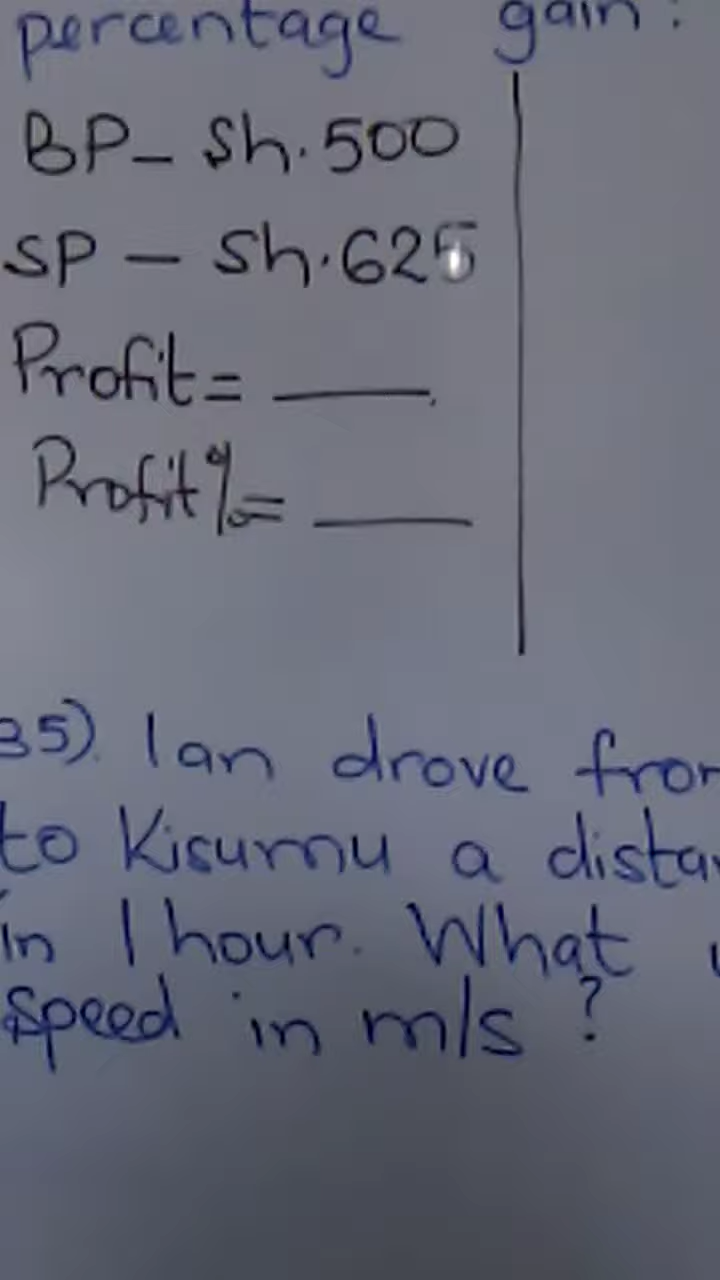 percentage gain.
BP - Sh. 500
SP - Sh. 625
Profit = ____.
Profit % = ____
35). Ian drove from
to Kisumu a distan
in 1 hour. What
speed in m/s ?